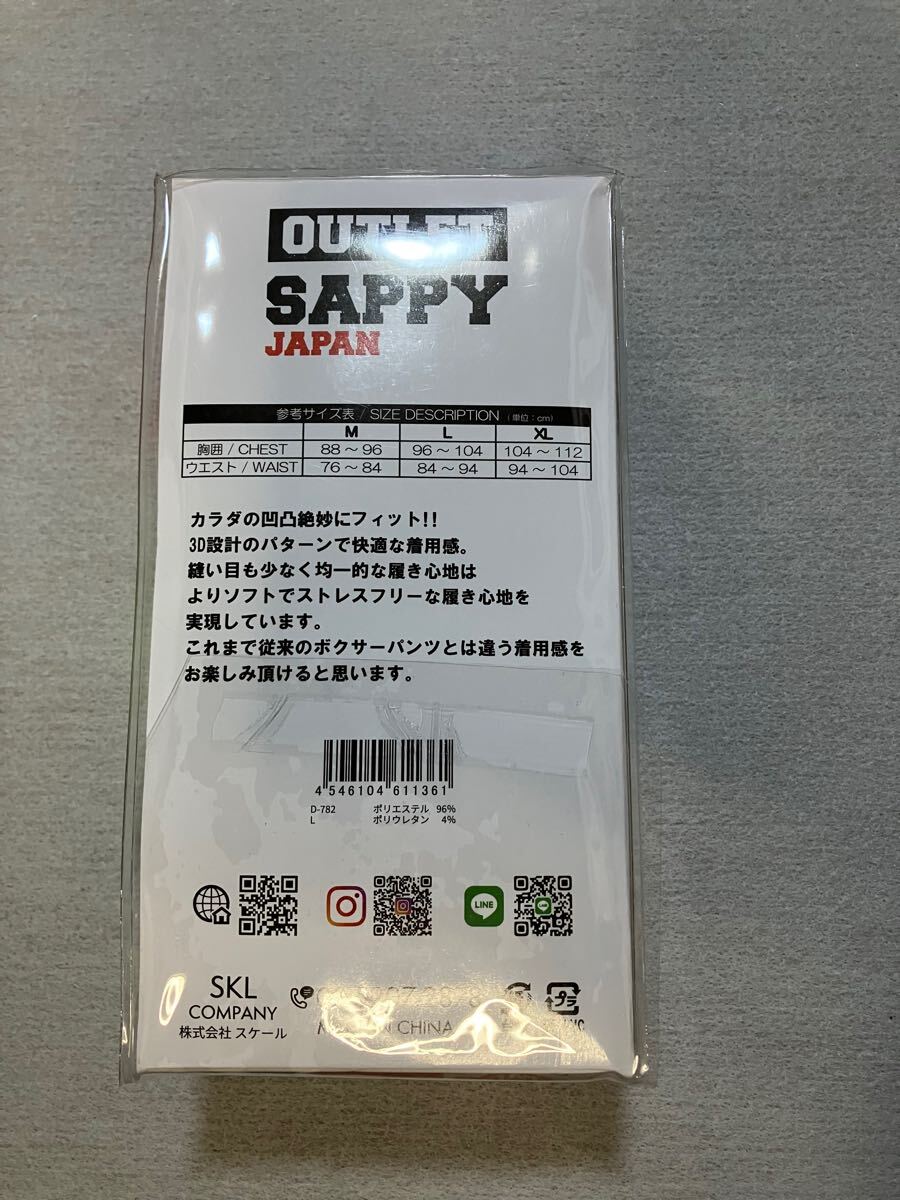 OUTLET
SAPPY
JAPAN
参考サイズ表 / SIZE DESCRIPTION (単位:cm)
M L XL
胸囲 / CHEST 88～96 96～104 104～112
ウエスト / WAIST 76～84 84～94 94～104
カラダの凹凸絶妙にフィット!!
3D設計のパターンで快適な着用感。
縫い目も少なく均一的な履き心地は
よりソフトでストレスフリーな履き心地を
実現しています。
これまで従来のボクサーパンツとは違う着用感を
お楽しみ頂けると思います。
4 546104 611361
D-782 ポリエステル 96%
L ポリウレタン 4%
LINE
SKL
COMPANY
株式会社 スケール
CHINA
プラ